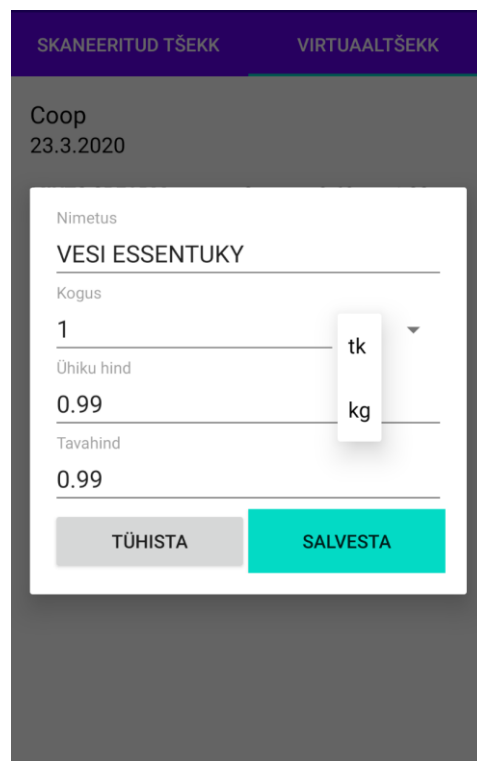 SKANEERITUD TŠEKK VIRTUAALTŠEKK
Coop
23.3.2020
Nimetus
VESI ESSENTUKY
Kogus
1
tk
Ühiku hind
0.99
kg
Tavahind
0.99
TÜHISTA SALVESTA